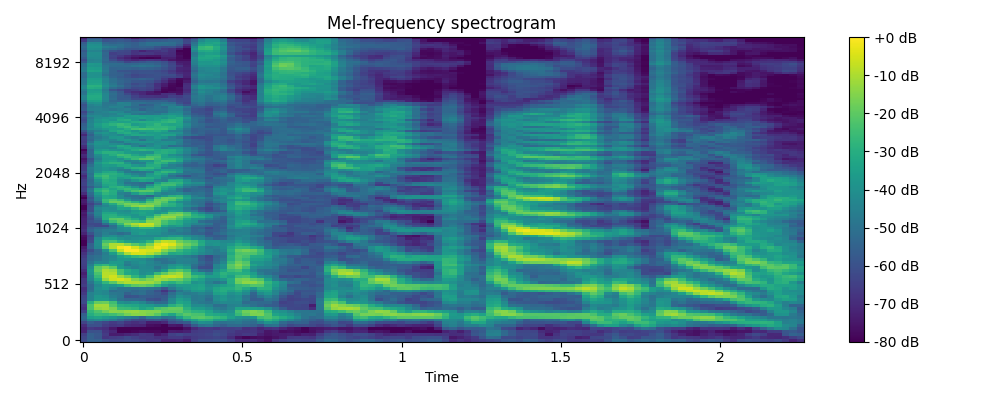 Mel-frequency spectrogram
8192
4096
2048
1024
512
0
Hz
0
0.5
1
1.5
2
Time
+0 dB
-10 dB
-20 dB
-30 dB
-40 dB
-50 dB
-60 dB
-70 dB
-80 dB